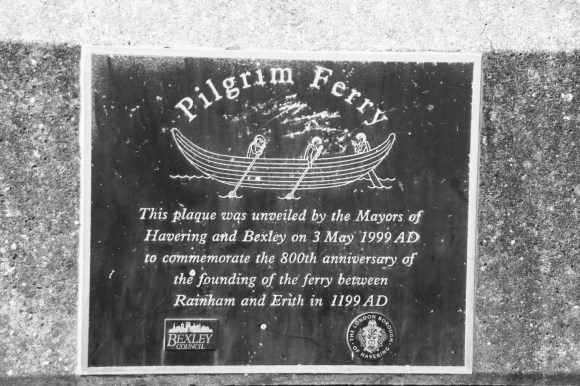 Pilgrim Ferry
This plaque was unveiled by the Mayors of
Havering and Bexley on 3 May 1999 AD
to commemorate the 800th anniversary of
the founding of the ferry between
Rainham and Erith in 1199 AD
BEXLEY
COUNCIL
THE LONDON BOROUGH
OF HAVERING